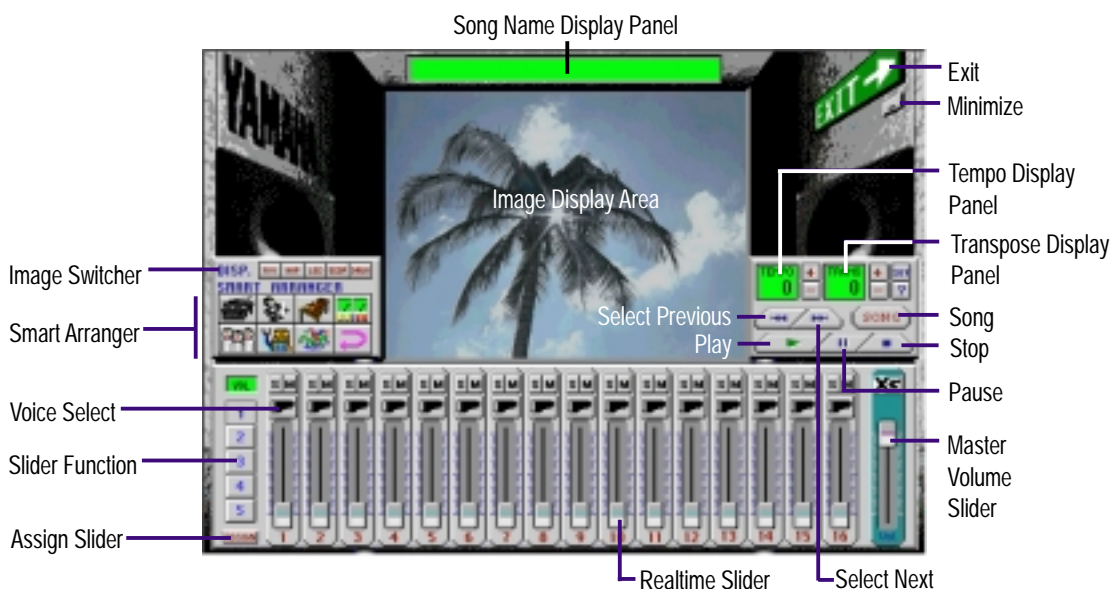 Song Name Display Panel
YAMAHA
EXIT
Exit
Minimize
Image Display Area
Tempo Display
Panel
Transpose Display
Panel
Image Switcher
DISP.
SMART ARRANGER
Smart Arranger
TEMPO
0
+
0
+
?
Select Previous
SONG
Song
Play
Stop
Pause
VOL
S M S M S M S M S M S M S M S M S M S M S M S M S M S M S M S M
Voice Select
1
2
Slider Function
3
4
5
Master
Volume
Slider
Assign Slider
1 2 3 4 5 6 7 8 9 10 11 12 13 14 15 16
Realtime Slider
Select Next